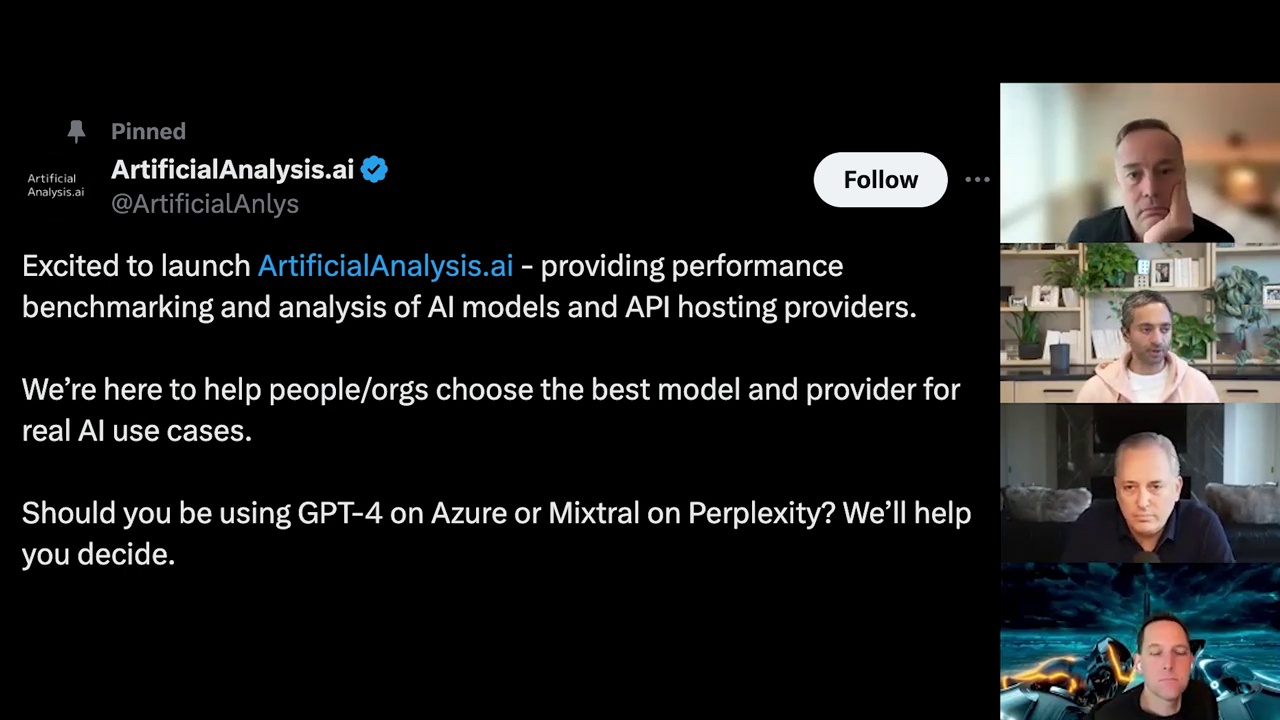 Pinned
ArtificialAnalysis.ai
@ArtificialAnlys
Artificial
Analysis.ai
Follow
Excited to launch ArtificialAnalysis.ai - providing performance
benchmarking and analysis of AI models and API hosting providers.
We’re here to help people/orgs choose the best model and provider for
real AI use cases.
Should you be using GPT-4 on Azure or Mixtral on Perplexity? We’ll help
you decide.